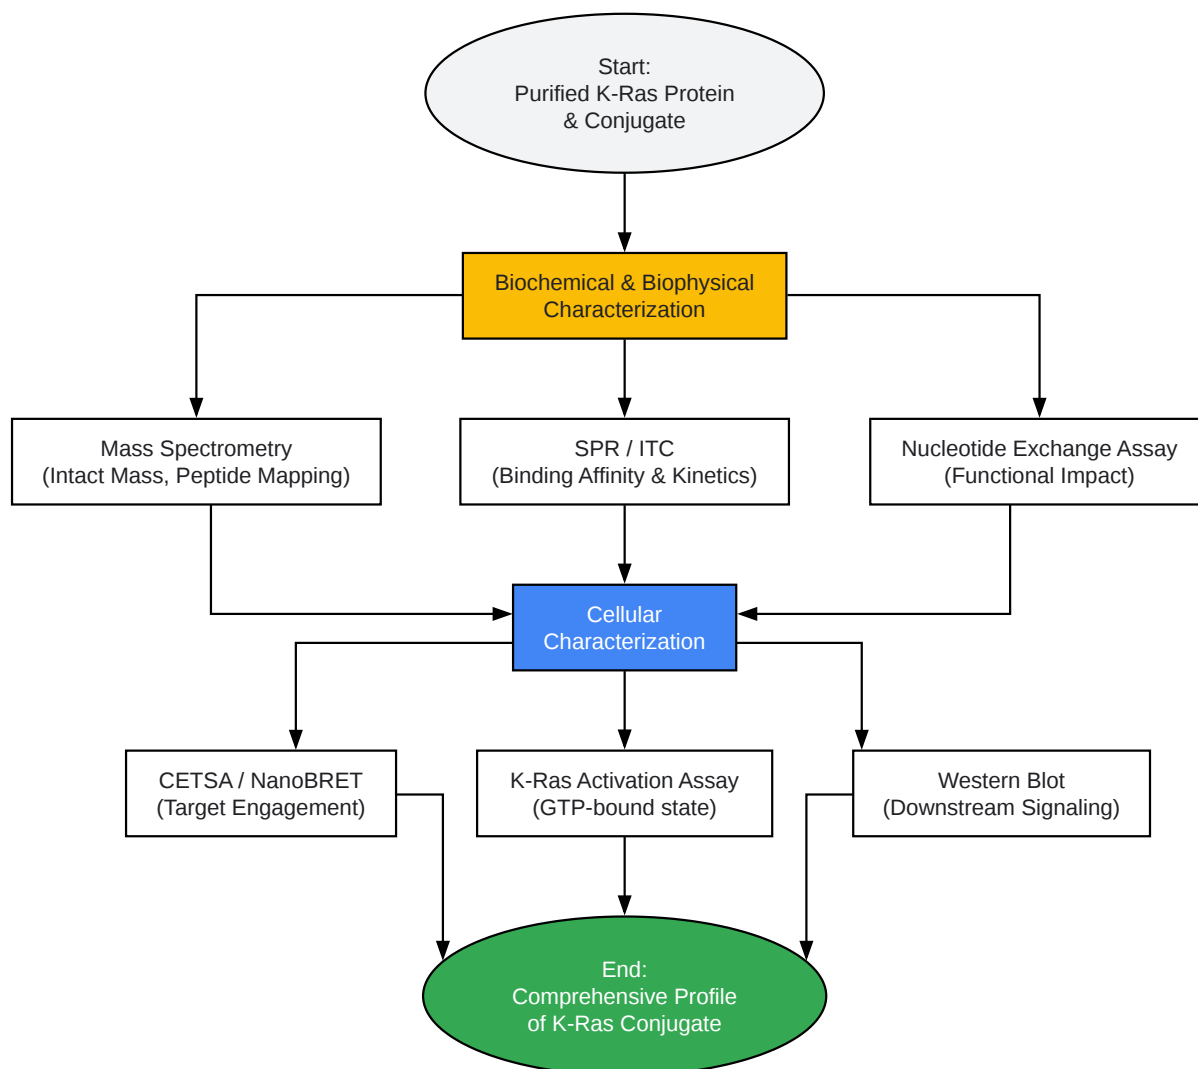 Start:
Purified K-Ras Protein
& Conjugate
Biochemical & Biophysical
Characterization
Mass Spectrometry
(Intact Mass, Peptide Mapping)
SPR / ITC
(Binding Affinity & Kinetics)
Nucleotide Exchange Assay
(Functional Impact)
Cellular
Characterization
CETSA / NanoBRET
(Target Engagement)
K-Ras Activation Assay
(GTP-bound state)
Western Blot
(Downstream Signaling)
End:
Comprehensive Profile
of K-Ras Conjugate